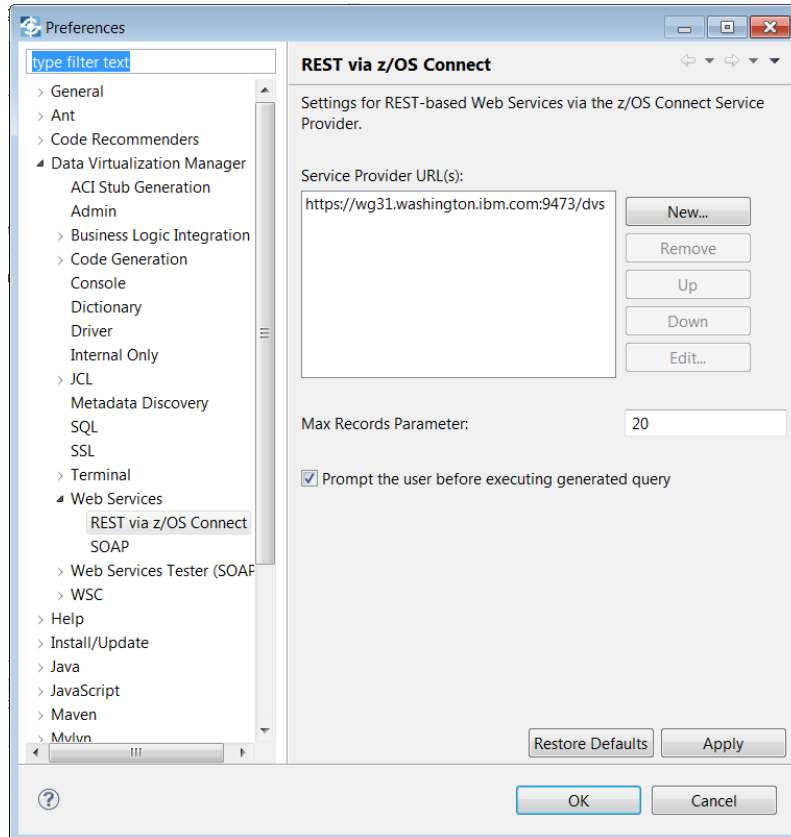 Preferences
type filter text
General
Ant
Code Recommenders
Data Virtualization Manager
ACI Stub Generation
Admin
Business Logic Integration
Code Generation
Console
Dictionary
Driver
Internal Only
JCL
Metadata Discovery
SQL
SSL
Terminal
Web Services
REST via z/OS Connect
SOAP
Web Services Tester (SOAP
WSC
Help
Install/Update
Java
JavaScript
Maven
Mylyn
REST via z/OS Connect
Settings for REST-based Web Services via the z/OS Connect Service
Provider.
Service Provider URL(s):
https://wg31.washington.ibm.com:9473/dvs
New...
Remove
Up
Down
Edit...
Max Records Parameter:
20
Prompt the user before executing generated query
Restore Defaults
Apply
?
OK
Cancel